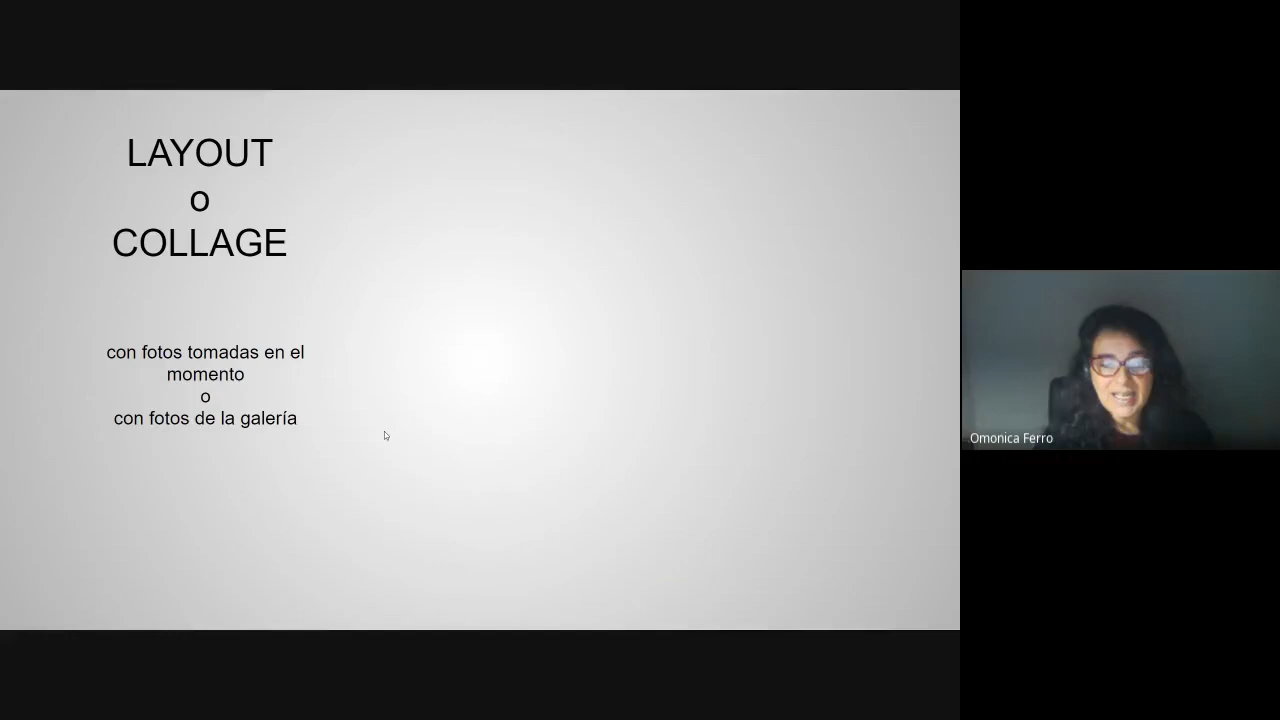 LAYOUT
o
COLLAGE
con fotos tomadas en el
momento
o
con fotos de la galería
Omonica Ferro